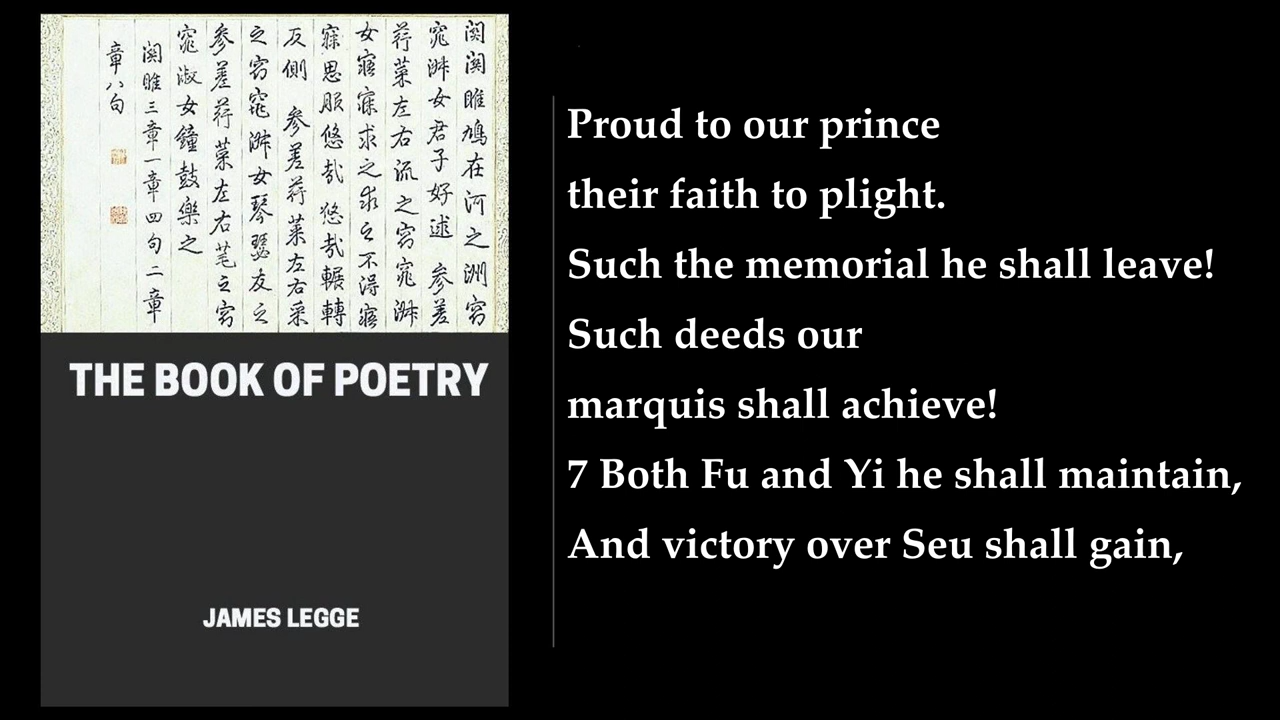 関関雎鳩在河之洲窈
窕淑女君子好逑 參差
荇菜左右流之窈窕淑
女寤寐求之求之不得寤
寐思服悠哉悠哉輾轉
反側 參差荇菜左右采
之窈窕淑女琴瑟友之
參差荇菜左右芼之窈
窕淑女鐘鼓樂之
関雎三章一章四句二章
章八句
THE BOOK OF POETRY
JAMES LEGGE
Proud to our prince
their faith to plight.
Such the memorial he shall leave!
Such deeds our
marquis shall achieve!
7 Both Fu and Yi he shall maintain,
And victory over Seu shall gain,